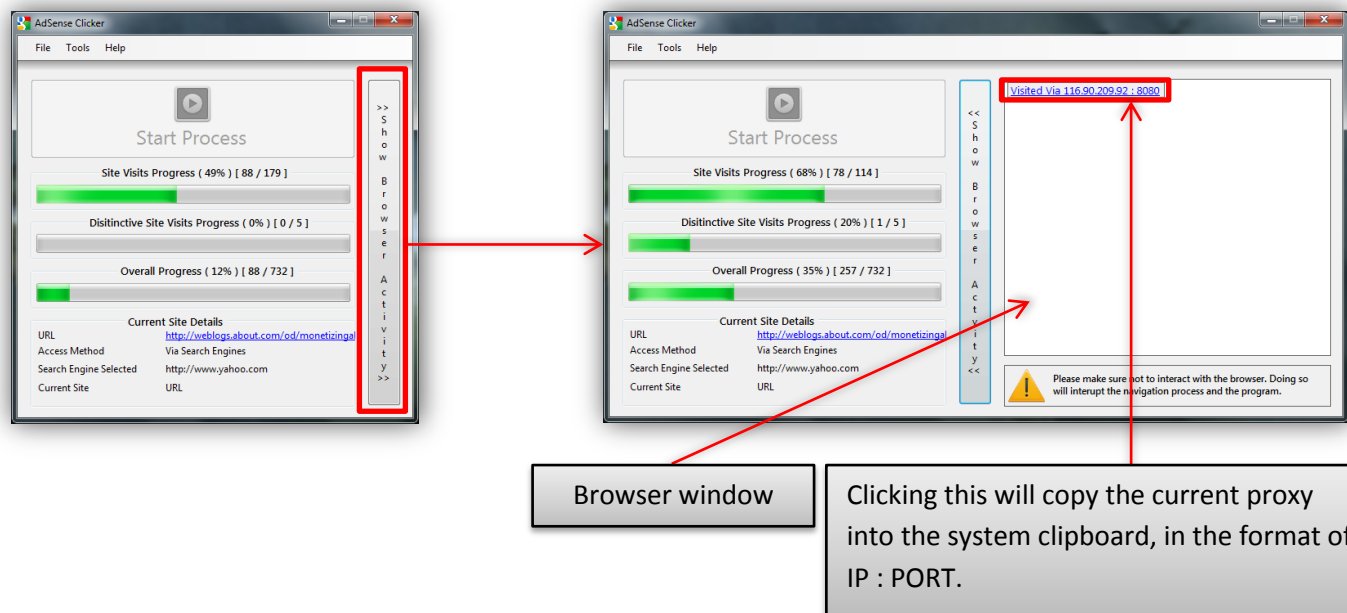 AdSense Clicker
File Tools Help
Start Process
Site Visits Progress ( 49% ) [ 88 / 179 ]
Disitinctive Site Visits Progress ( 0% ) [ 0 / 5 ]
Overall Progress ( 12% ) [ 88 / 732 ]
Current Site Details
URL http://weblogs.about.com/od/monetizingal
Access Method Via Search Engines
Search Engine Selected http://www.yahoo.com
Current Site URL
>> Show Browser Activity >>
AdSense Clicker
File Tools Help
Start Process
Site Visits Progress ( 68% ) [ 78 / 114 ]
Disitinctive Site Visits Progress ( 20% ) [ 1 / 5 ]
Overall Progress ( 35% ) [ 257 / 732 ]
Current Site Details
URL http://weblogs.about.com/od/monetizingal
Access Method Via Search Engines
Search Engine Selected http://www.yahoo.com
Current Site URL
<< Show Browser Activity <<
Visited Via 116.90.209.92 : 8080
Please make sure not to interact with the browser. Doing so
will interupt the navigation process and the program.
Browser window
Clicking this will copy the current proxy
into the system clipboard, in the format of
IP : PORT.